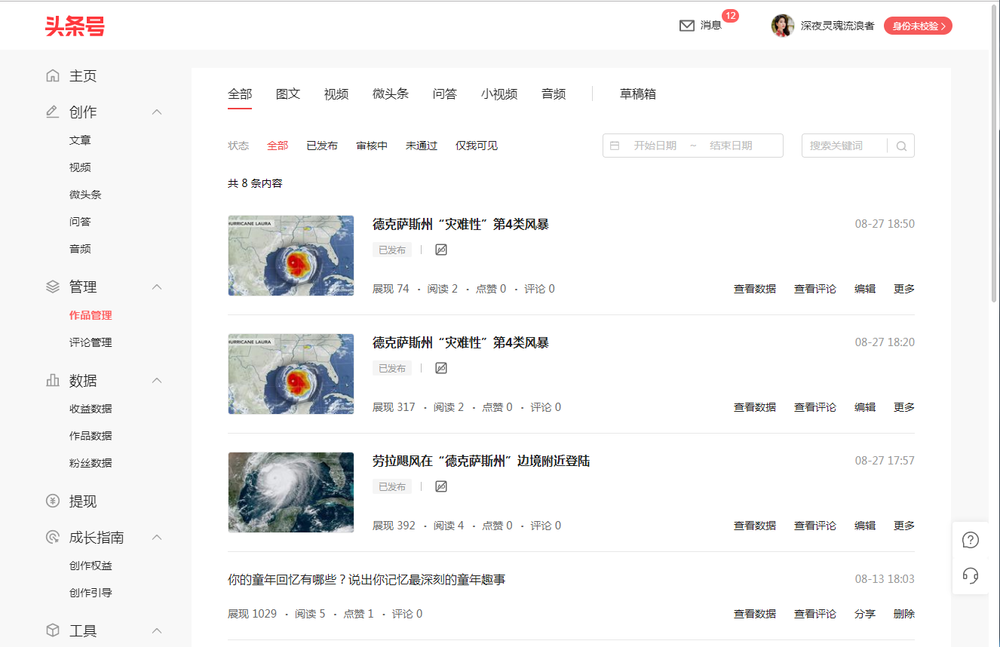 头条号
消息 12
深夜灵魂流浪者 身份未校验
主页
创作
文章
视频
微头条
问答
音频
管理
作品管理
评论管理
数据
收益数据
作品数据
粉丝数据
提现
成长指南
创作权益
创作引导
工具
全部 图文 视频 微头条 问答 小视频 音频 草稿箱
状态 全部 已发布 审核中 未通过 仅我可见 开始日期 ~ 结束日期 搜索关键词
共 8 条内容
HURRICANE LAURA
德克萨斯州“灾难性”第4类风暴 08-27 18:50
已发布
展现 74 · 阅读 2 · 点赞 0 · 评论 0 查看数据 查看评论 编辑 更多
HURRICANE LAURA
德克萨斯州“灾难性”第4类风暴 08-27 18:20
已发布
展现 317 · 阅读 2 · 点赞 0 · 评论 0 查看数据 查看评论 编辑 更多
劳拉飓风在“德克萨斯州”边境附近登陆 08-27 17:57
已发布
展现 392 · 阅读 4 · 点赞 0 · 评论 0 查看数据 查看评论 编辑 更多
你的童年回忆有哪些？说出你记忆最深刻的童年趣事 08-13 18:03
展现 1029 · 阅读 5 · 点赞 1 · 评论 0 查看数据 查看评论 分享 删除